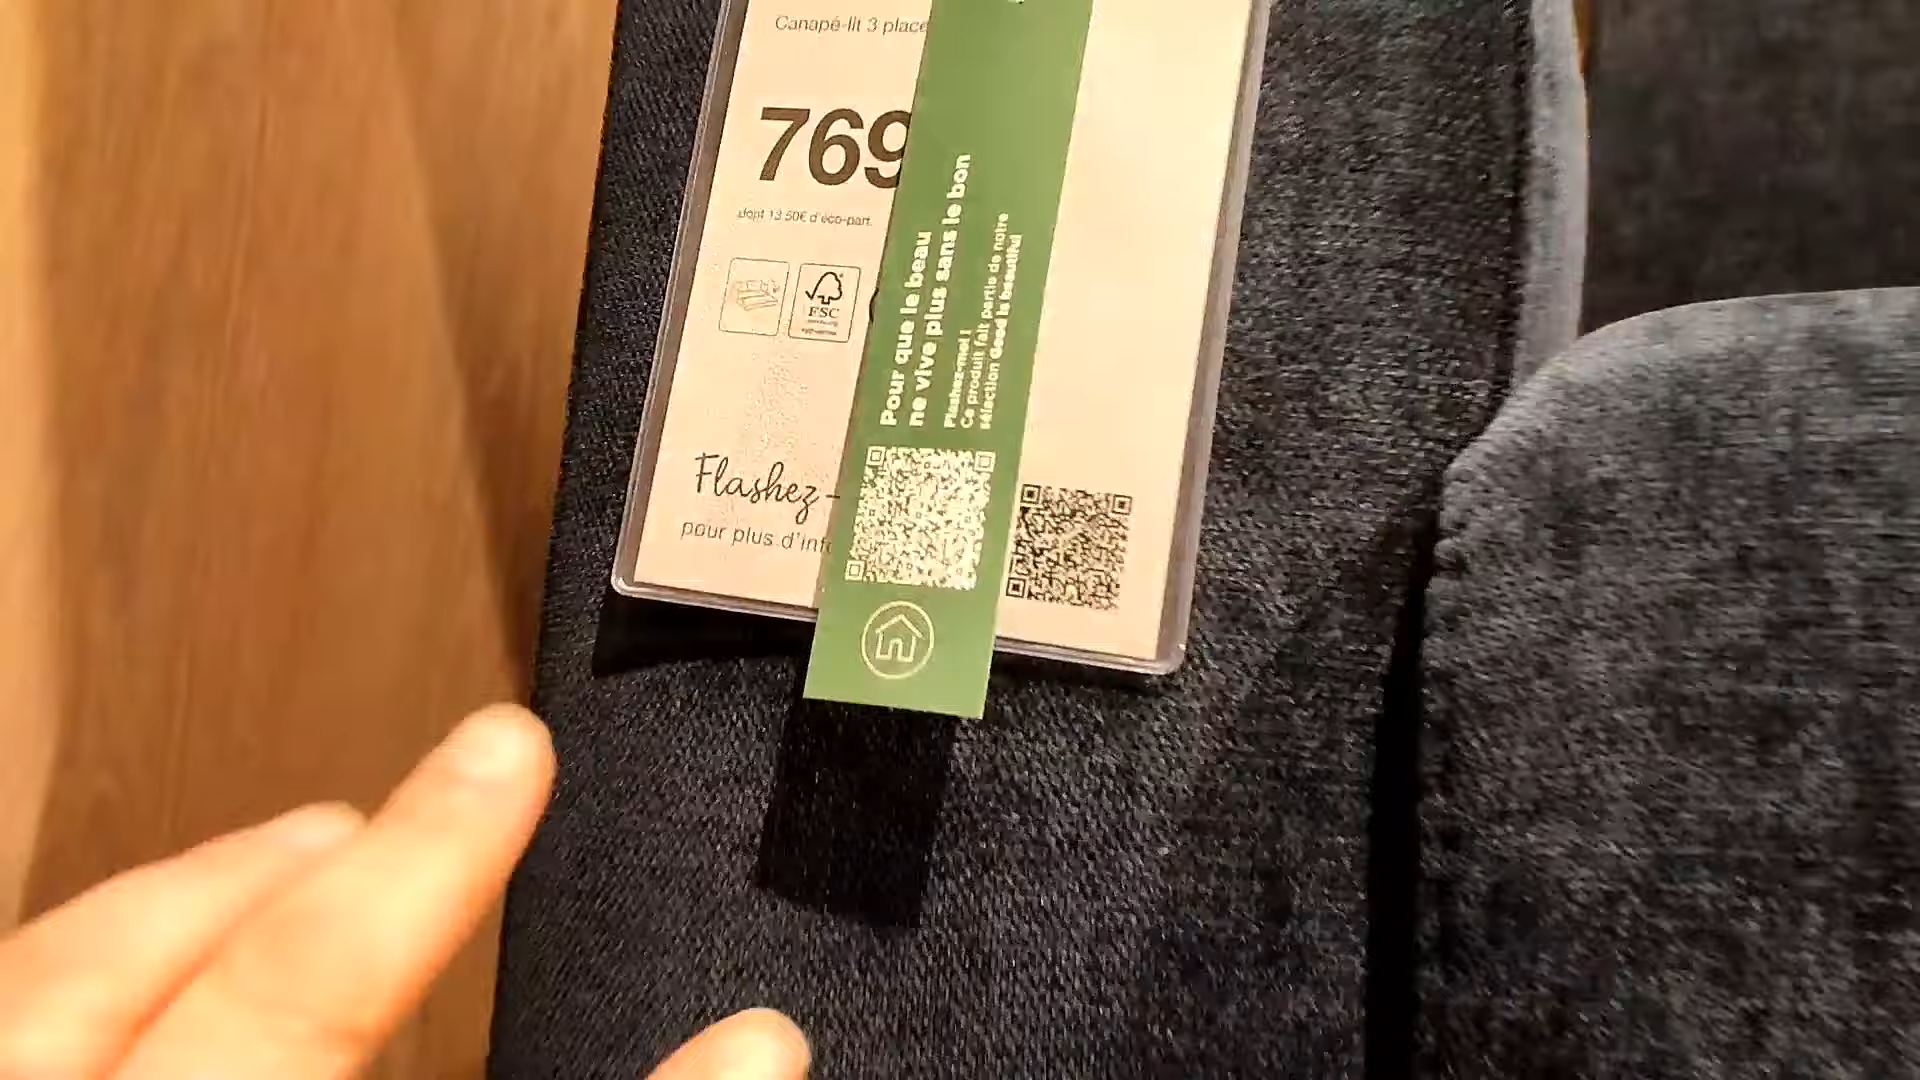 Canapé-lit 3 place
769
dont 13.50€ d'éco-part.
FSC
Flashez-
pour plus d'info
Pour que le beau
ne vive plus sans le bon
Flashez-moi !
Ce produit fait partie de notre
sélection Good is beautiful